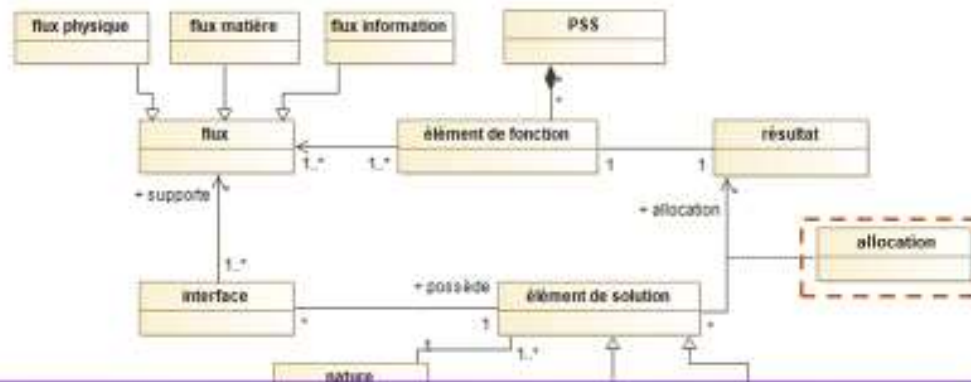 flux physique
flux matière
flux information
PSS
*
*
flux
élément de fonction
résultat
1..*
1..*
1
1
+ supporte
*
+ allocation
*
allocation
1..*
interface
+ possède
élément de solution
*
1
*
1
1..*
nature